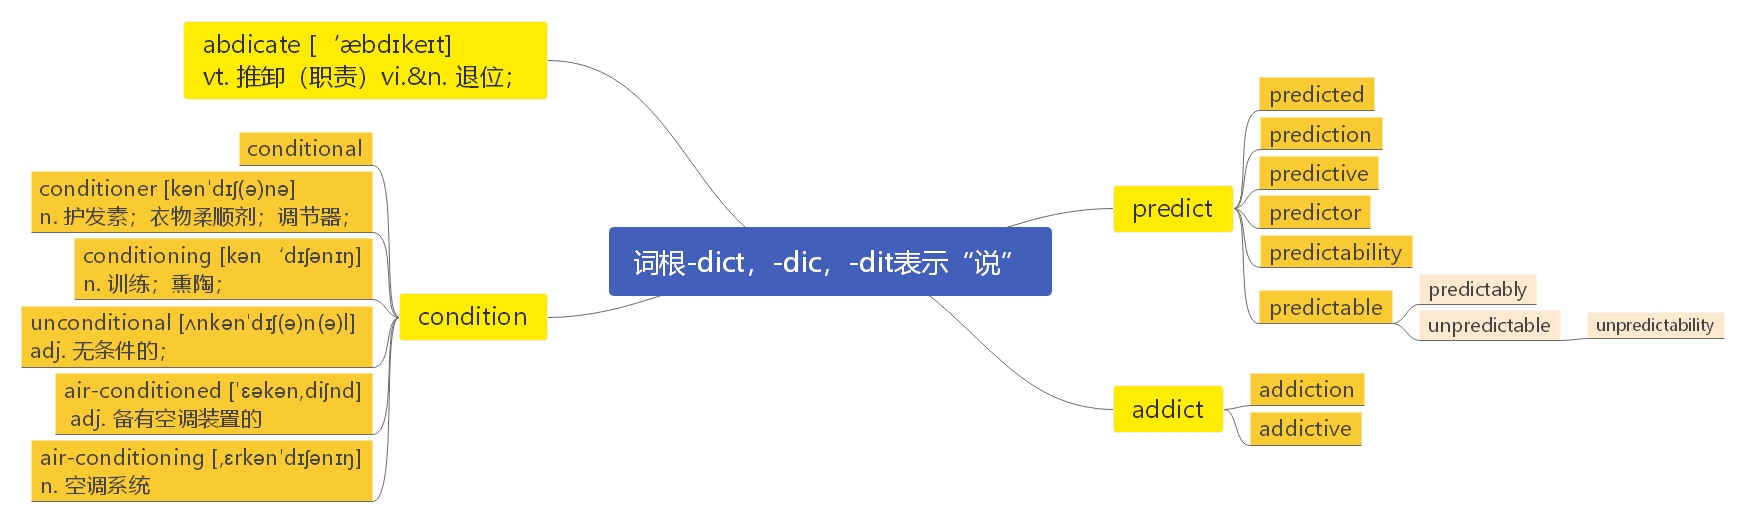 词根-dict，-dic，-dit表示“说“
abdicate [‘æbdɪkeɪt]
vt. 推卸（职责）vi.&n. 退位；
condition
conditional
conditioner [kənˈdɪʃ(ə)nə]
n. 护发素；衣物柔顺剂；调节器；
conditioning [kən‘dɪʃənɪŋ]
n. 训练；熏陶；
unconditional [ʌnkənˈdɪʃ(ə)n(ə)l]
adj. 无条件的；
air-conditioned [ˈɛəkən,diʃnd]
adj. 备有空调装置的
air-conditioning [,ɛrkənˈdɪʃənɪŋ]
n. 空调系统
predict
predicted
prediction
predictive
predictor
predictability
predictable
predictably
unpredictable
unpredictability
addict
addiction
addictive